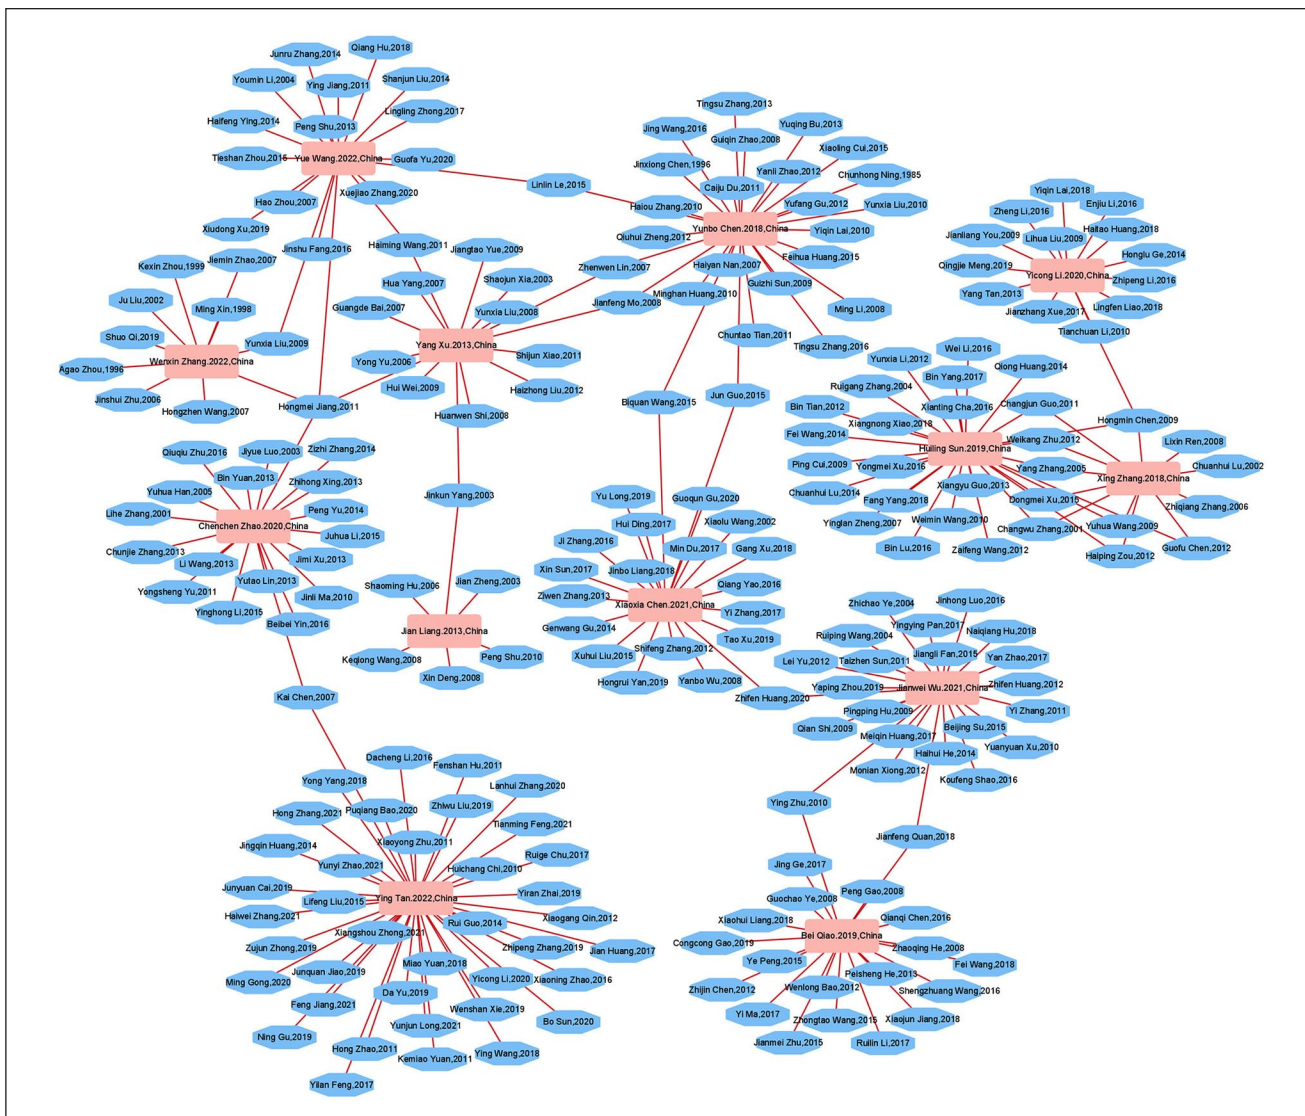 Junru Zhang,2014
Qiang Hu,2018
Youmin Li,2004
Ying Jiang,2011
Shanjun Liu,2014
Haifeng Ying,2014
Peng Shu,2013
Lingling Zhong,2017
Tieshan Zhou,2015
Yue Wang.2022,China
Guofa Yu,2020
Hao Zhou,2007
Xuejiao Zhang,2020
Xiudong Xu,2019
Jinshu Fang,2016
Linlin Le,2015
Tingsu Zhang,2013
Jing Wang,2016
Guiqin Zhao,2008
Yuqing Bu,2013
Jinxiong Chen,1996
Yanli Zhao,2012
Xiaoling Cui,2015
Caiju Du,2011
Chunhong Ning,1985
Haiou Zhang,2010
Yufang Gu,2012
Yunxia Liu,2010
Yunbo Chen.2018,China
Qiuhui Zheng,2012
Yiqin Lai,2010
Feihua Huang,2015
Zhenwen Lin,2007
Haiyan Nan,2007
Guizhi Sun,2009
Minghan Huang,2010
Jianfeng Mo,2008
Ming Li,2008
Chuntao Tian,2011
Tingsu Zhang,2016
Yiqin Lai,2018
Enjiu Li,2016
Zheng Li,2016
Jianliang You,2009
Lihua Liu,2009
Haitao Huang,2018
Honglu Ge,2014
Qingjie Meng,2019
Yicong Li.2020,China
Zhipeng Li,2016
Yang Tan,2013
Jianzhang Xue,2017
Lingfen Liao,2018
Tianchuan Li,2010
Kexin Zhou,1999
Jiemin Zhao,2007
Ju Liu,2002
Ming Xin,1998
Shuo Qi,2019
Yunxia Liu,2009
Wenxin Zhang.2022,China
Agao Zhou,1996
Jinshui Zhu,2006
Hongzhen Wang,2007
Hongmei Jiang,2011
Haiming Wang,2011
Jiangtao Yue,2009
Hua Yang,2007
Shaojun Xia,2003
Guangde Bai,2007
Yunxia Liu,2008
Yang Xu.2013,China
Yong Yu,2006
Shijun Xiao,2011
Hui Wei,2009
Haizhong Liu,2012
Huanwen Shi,2008
Biquan Wang,2015
Jun Guo,2015
Wei Li,2016
Yunxia Li,2012
Bin Yang,2017
Qiong Huang,2014
Ruigang Zhang,2004
Xianting Cha,2016
Changjun Guo,2011
Bin Tian,2012
Xiangnong Xiao,2018
Hongmin Chen,2009
Fei Wang,2014
Huiling Sun.2019,China
Weikang Zhu,2012
Lixin Ren,2008
Ping Cui,2009
Yongmei Xu,2016
Yang Zhang,2005
Chuanhui Lu,2002
Xing Zhang.2018,China
Chuanhui Lu,2014
Fang Yang,2018
Xiangyu Guo,2013
Dongmei Xu,2015
Zhiqiang Zhang,2006
Yinglan Zheng,2007
Weimin Wang,2010
Changwu Zhang,2001
Yuhua Wang,2009
Bin Lu,2016
Zaifeng Wang,2012
Haiping Zou,2012
Guofu Chen,2012
Qiuqiu Zhu,2016
Jiyue Luo,2003
Zizhi Zhang,2014
Bin Yuan,2013
Zhihong Xing,2013
Yuhua Han,2005
Lihe Zhang,2001
Peng Yu,2014
Chenchen Zhao.2020,China
Juhua Li,2015
Chunjie Zhang,2013
Li Wang,2013
Jimi Xu,2013
Yutao Lin,2013
Yongsheng Yu,2011
Jinli Ma,2010
Yinghong Li,2015
Beibei Yin,2016
Jinkun Yang,2003
Shaoming Hu,2006
Jian Zheng,2003
Jian Liang.2013,China
Keqlong Wang,2008
Peng Shu,2010
Xin Deng,2008
Kai Chen,2007
Yu Long,2019
Guoqun Gu,2020
Hui Ding,2017
Xiaolu Wang,2002
Ji Zhang,2016
Min Du,2017
Gang Xu,2018
Xin Sun,2017
Jinbo Liang,2018
Qiang Yao,2016
Ziwen Zhang,2013
Xiaoxia Chen.2021,China
Yi Zhang,2017
Genwang Gu,2014
Tao Xu,2019
Xuhui Liu,2015
Shifeng Zhang,2012
Hongrui Yan,2019
Yanbo Wu,2008
Zhifen Huang,2020
Zhichao Ye,2004
Jinhong Luo,2016
Yingying Pan,2017
Ruiping Wang,2004
Naiqiang Hu,2018
Jiangli Fan,2015
Lei Yu,2012
Taizhen Sun,2011
Yan Zhao,2017
Yaping Zhou,2019
Jianwei Wu.2021,China
Zhifen Huang,2012
Pingping Hu,2009
Yi Zhang,2011
Qian Shi,2009
Meiqin Huang,2017
Beijing Su,2015
Haihui He,2014
Yuanyuan Xu,2010
Monian Xiong,2012
Koufeng Shao,2016
Ying Zhu,2010
Jianfeng Quan,2018
Dacheng Li,2016
Fenshan Hu,2011
Yong Yang,2018
Lanhui Zhang,2020
Puqiang Bao,2020
Zhiwu Liu,2019
Hong Zhang,2021
Tianming Feng,2021
Jingqin Huang,2014
Xiaoyong Zhu,2011
Yunyi Zhao,2021
Huichang Chi,2010
Ruige Chu,2017
Junyuan Cai,2019
Lifeng Liu,2015
Ying Tan.2022,China
Yiran Zhai,2019
Haiwei Zhang,2021
Xiaogang Qin,2012
Rui Guo,2014
Xiangshou Zhong,2021
Zujun Zhong,2019
Zhipeng Zhang,2019
Jian Huang,2017
Junquan Jiao,2019
Miao Yuan,2018
Ming Gong,2020
Yicong Li,2020
Xiaoning Zhao,2016
Feng Jiang,2021
Da Yu,2019
Wenshan Xie,2019
Ning Gu,2019
Yunjun Long,2021
Bo Sun,2020
Hong Zhao,2011
Kemiao Yuan,2011
Ying Wang,2018
Yilan Feng,2017
Jing Ge,2017
Peng Gao,2008
Guochao Ye,2008
Xiaohui Liang,2018
Qianqi Chen,2016
Congcong Gao,2019
Bei Qiao.2019,China
Zhaoqing He,2008
Ye Peng,2015
Fei Wang,2018
Peisheng He,2013
Zhijin Chen,2012
Wenlong Bao,2012
Shengzhuang Wang,2016
Yi Ma,2017
Zhongtao Wang,2015
Xiaojun Jiang,2018
Jianmei Zhu,2015
Ruilin Li,2017